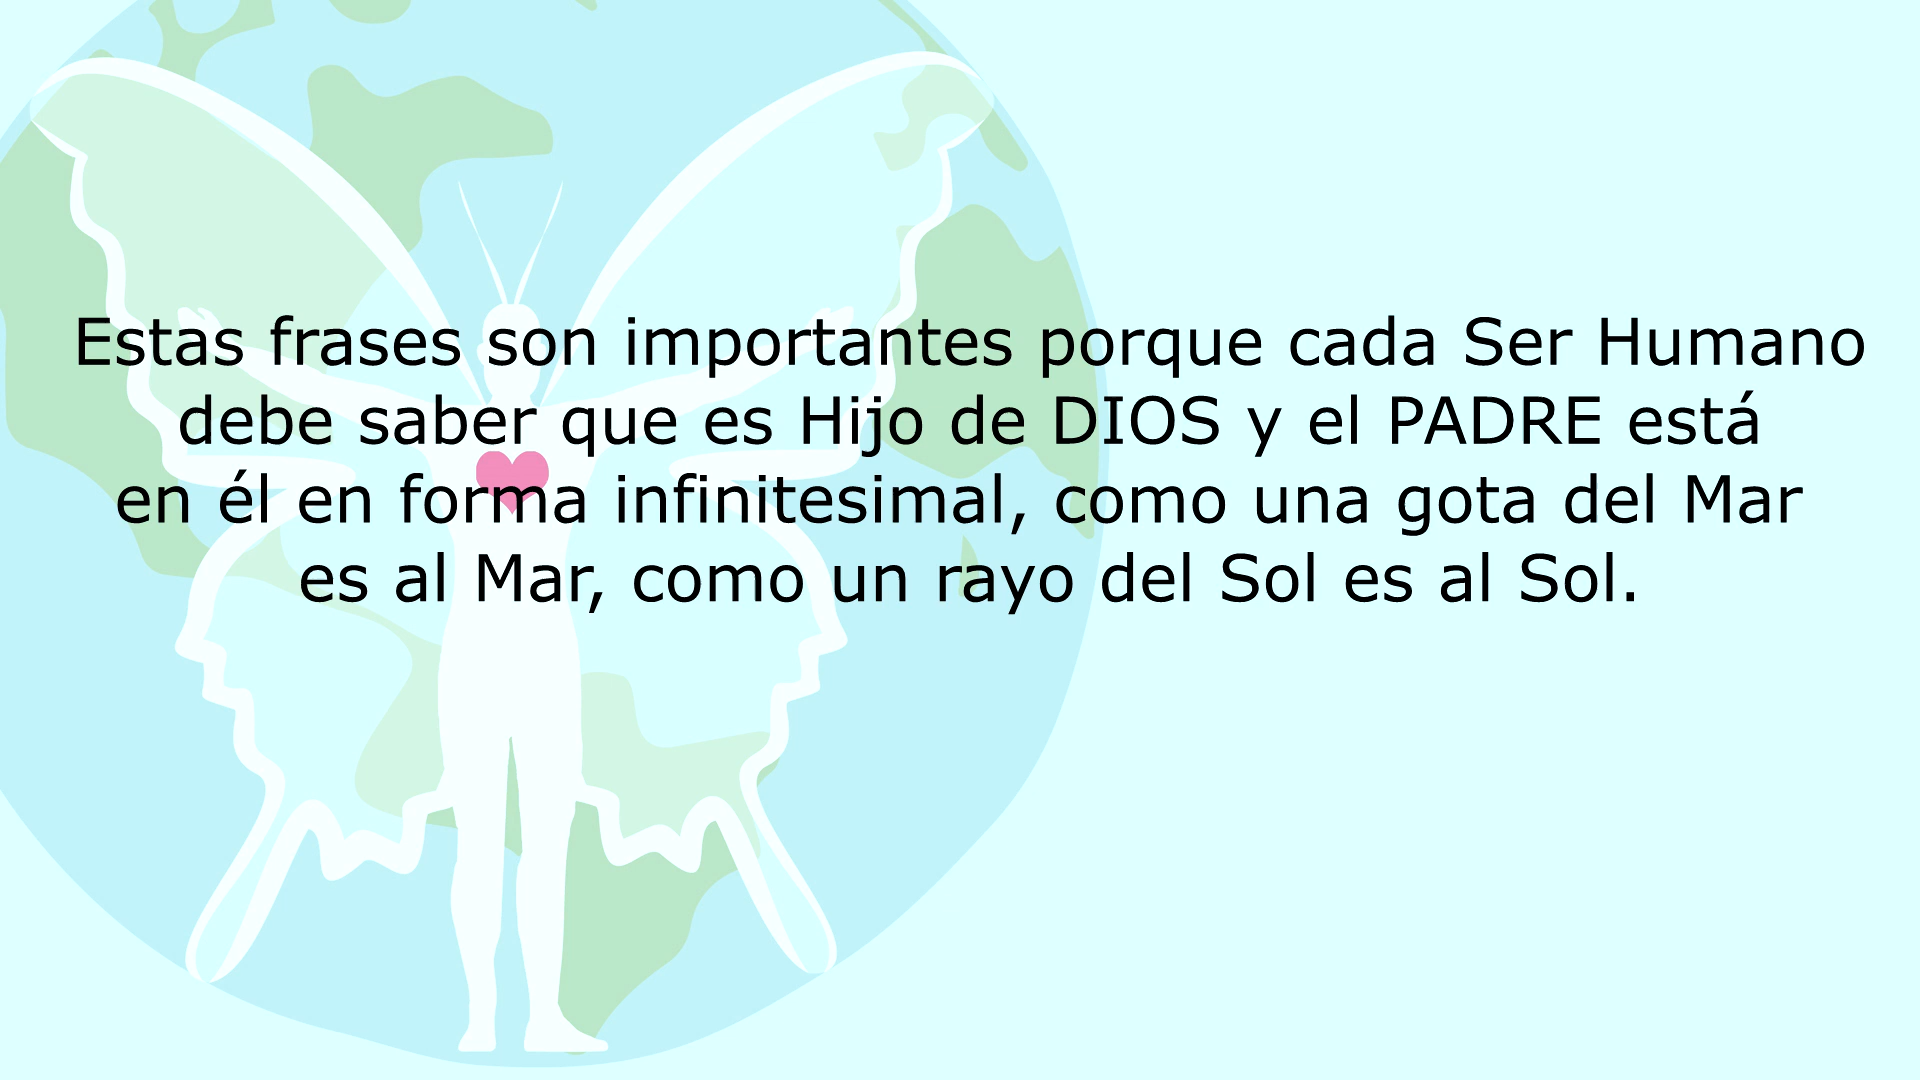 Estas frases son importantes porque cada Ser Humano
debe saber que es Hijo de DIOS y el PADRE está
en él en forma infinitesimal, como una gota del Mar
es al Mar, como un rayo del Sol es al Sol.